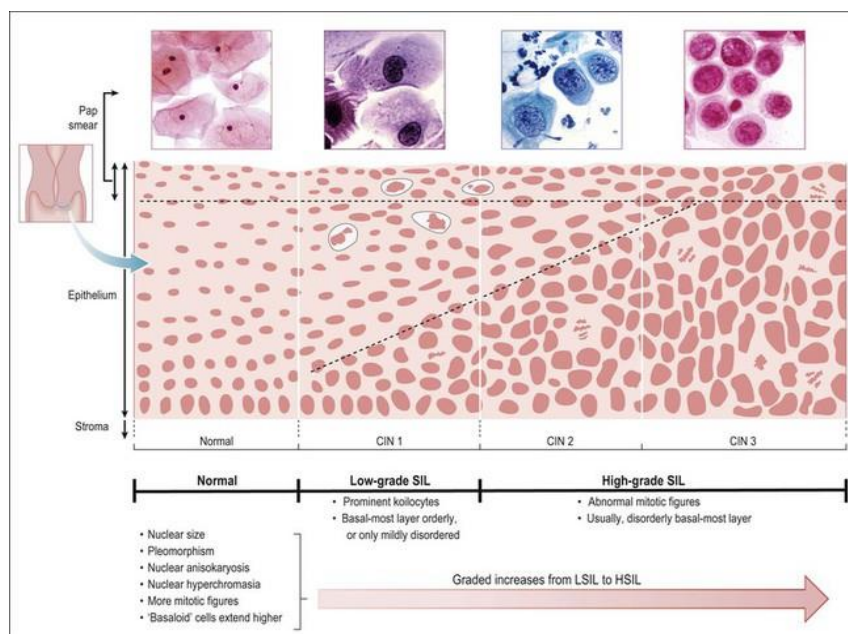 Pap
smear
Epithelium
Stroma
Normal
CIN 1
CIN 2
CIN 3
Normal
Low-grade SIL
High-grade SIL
• Prominent koilocytes
• Basal-most layer orderly,
or only mildly disordered
• Abnormal mitotic figures
• Usually, disorderly basal-most layer
• Nuclear size
• Pleomorphism
• Nuclear anisokaryosis
• Nuclear hyperchromasia
• More mitotic figures
• 'Basaloid' cells extend higher
Graded increases from LSIL to HSIL